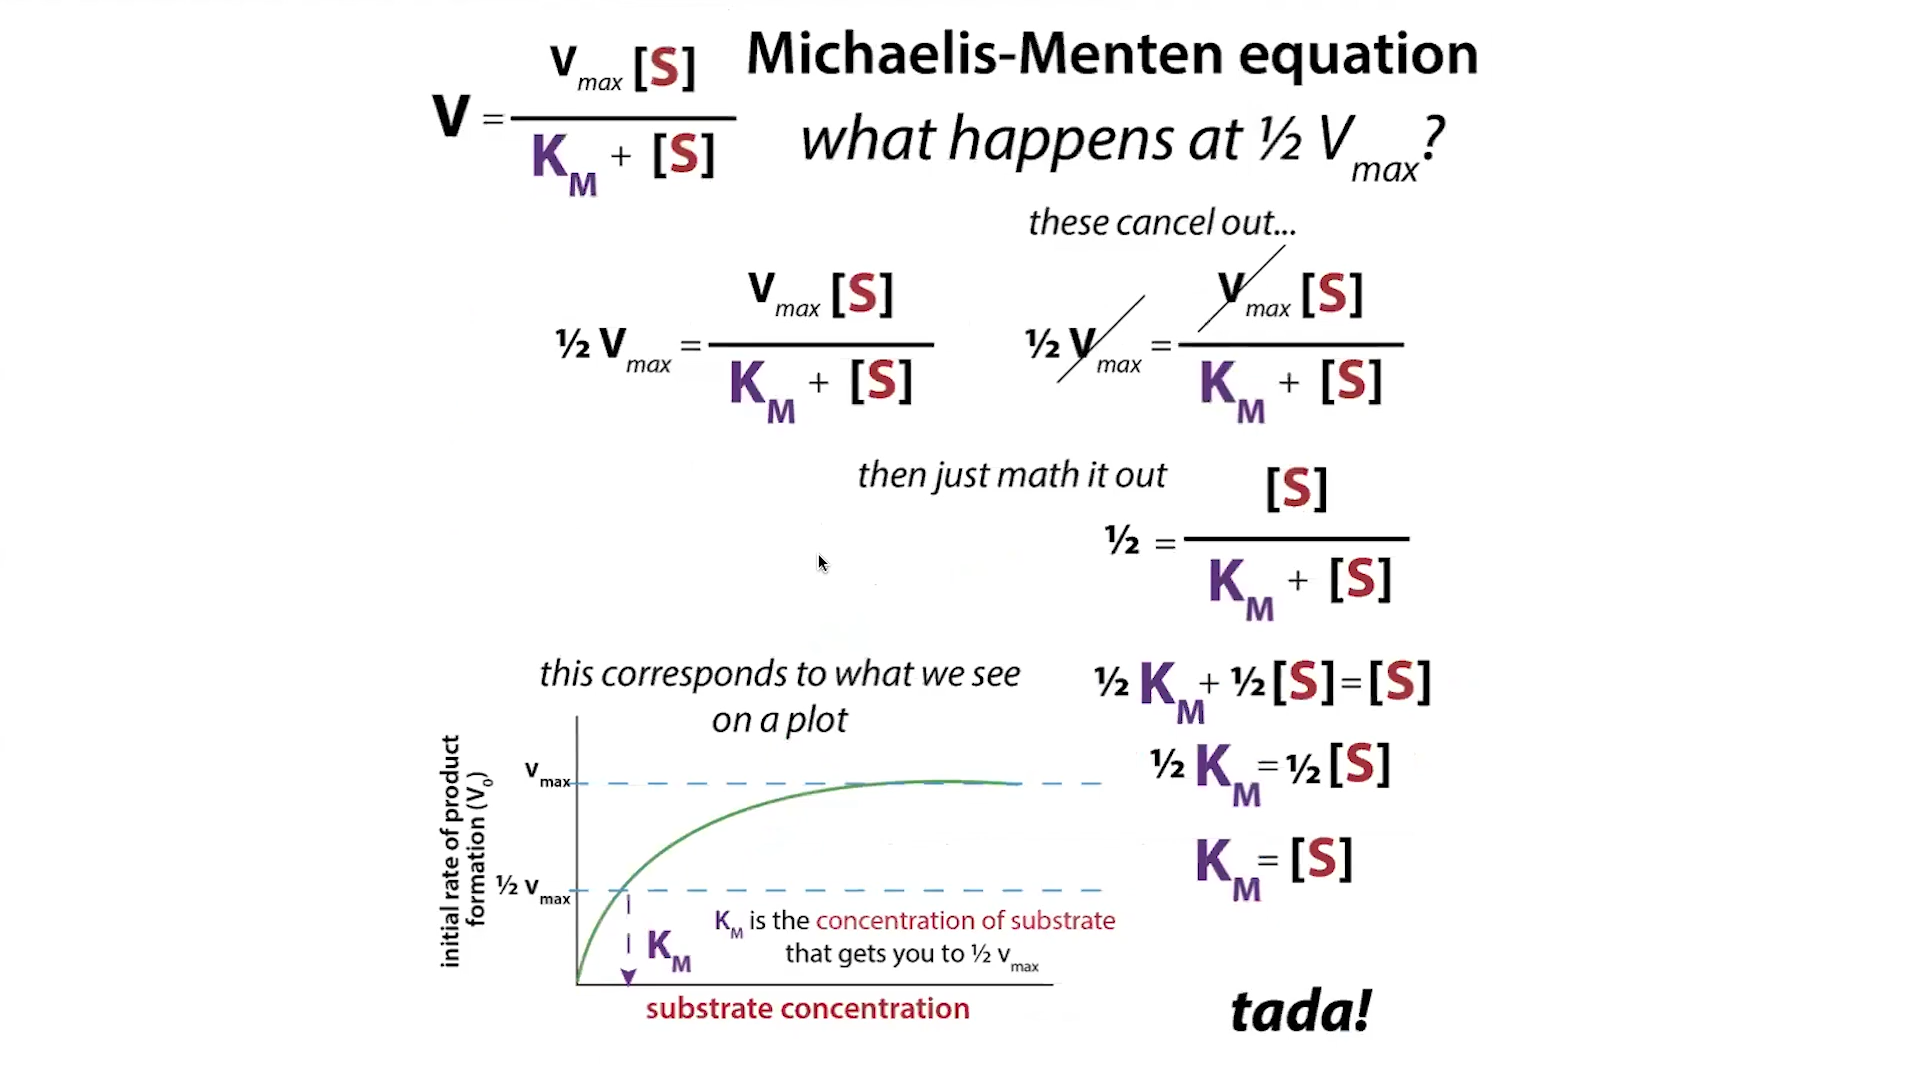 Michaelis-Menten equation
V = Vmax [S] / KM + [S]
what happens at ½ Vmax?
these cancel out...
½ Vmax = Vmax [S] / KM + [S]
½ Vmax = Vmax [S] / KM + [S]
then just math it out
½ = [S] / KM + [S]
½ KM + ½ [S] = [S]
½ KM = ½ [S]
KM = [S]
tada!
this corresponds to what we see
on a plot
initial rate of product
formation (V0)
Vmax
½ Vmax
KM
KM is the concentration of substrate
that gets you to ½ vmax
substrate concentration